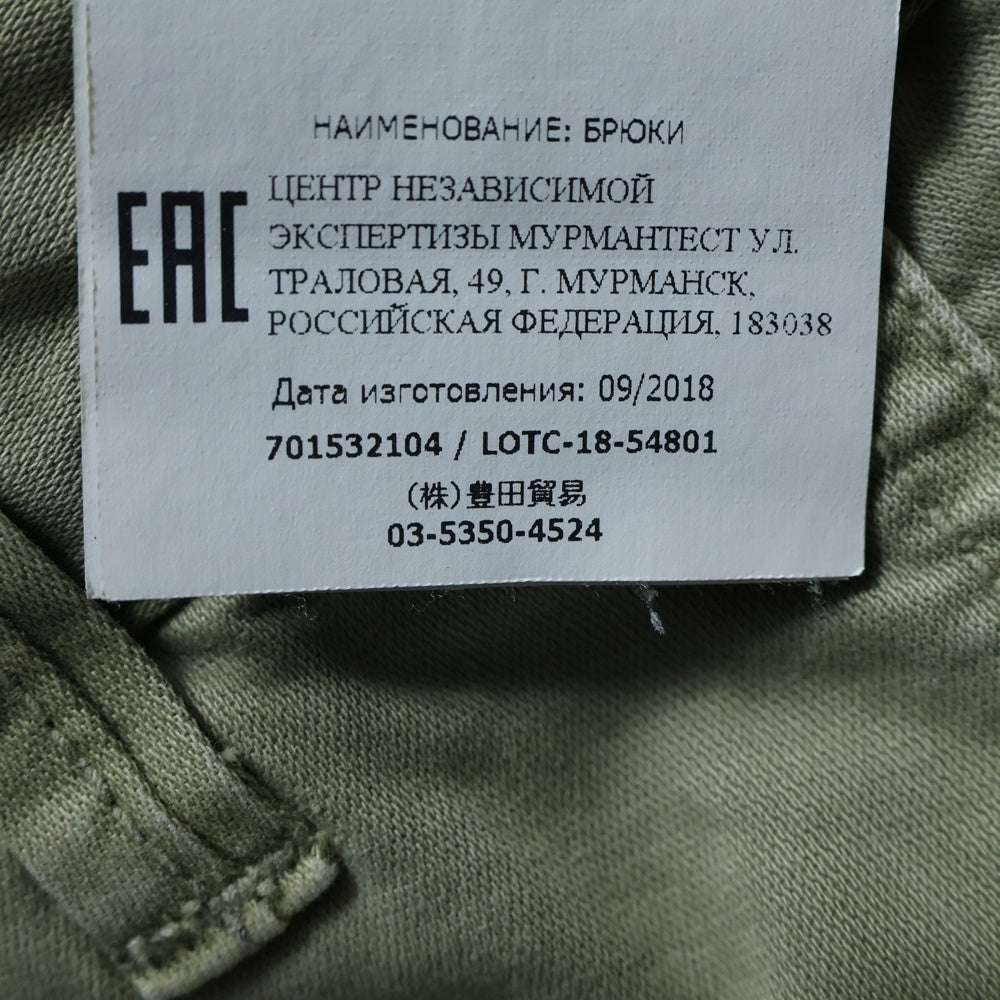 НАИМЕНОВАНИЕ: БРЮКИ
EAC
ЦЕНТР НЕЗАВИСИМОЙ
ЭКСПЕРТИЗЫ МУРМАНТЕСТ УЛ.
ТРАЛОВАЯ, 49, Г. МУРМАНСК,
РОССИЙСКАЯ ФЕДЕРАЦИЯ, 183038
Дата изготовления: 09/2018
701532104 / LOTC-18-54801
(株)豊田貿易
03-5350-4524